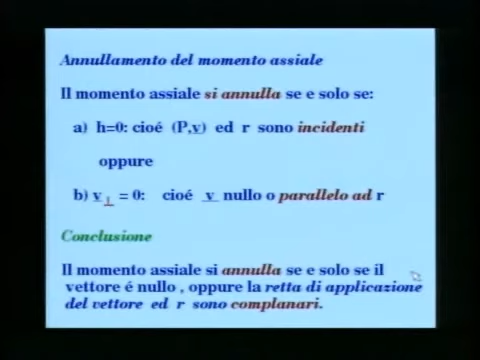 Annullamento del momento assiale
Il momento assiale si annulla se e solo se:
a) h=0: cioé (P,v) ed r sono incidenti
oppure
b) v⊥ = 0: cioé v nullo o parallelo ad r
Conclusione
Il momento assiale si annulla se e solo se il
vettore é nullo , oppure la retta di applicazione
del vettore ed r sono complanari.